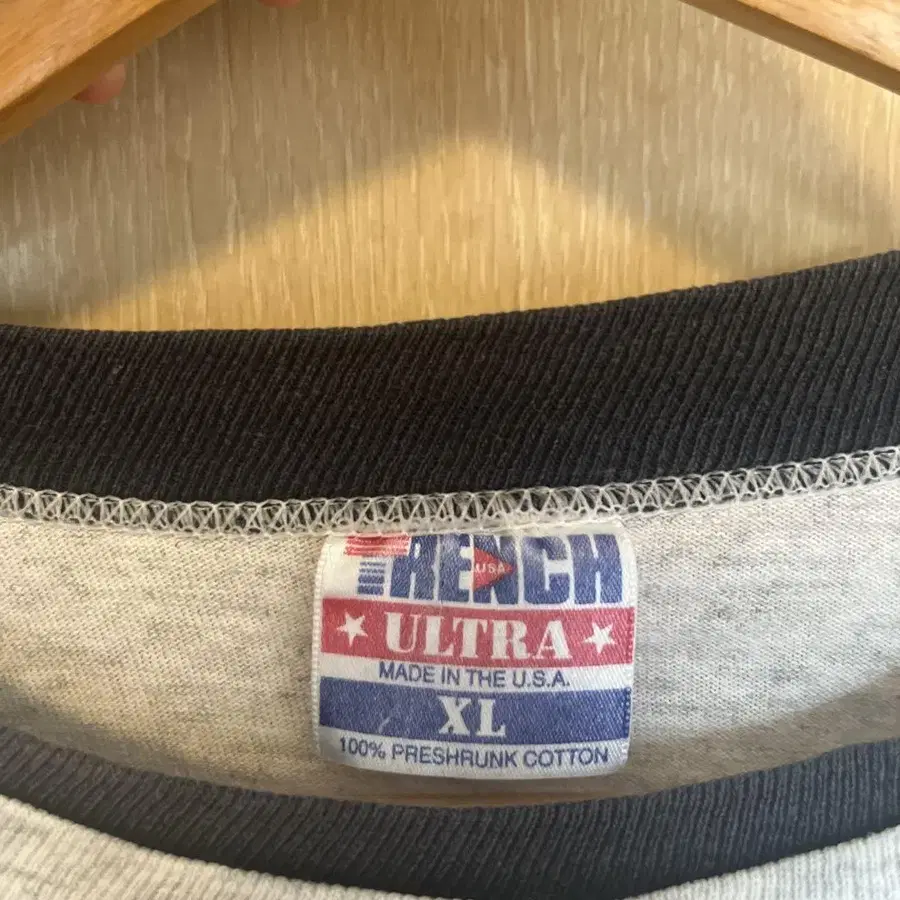 TRENCH
USA
★ ULTRA ★
MADE IN THE U.S.A.
XL
100% PRESHRUNK COTTON